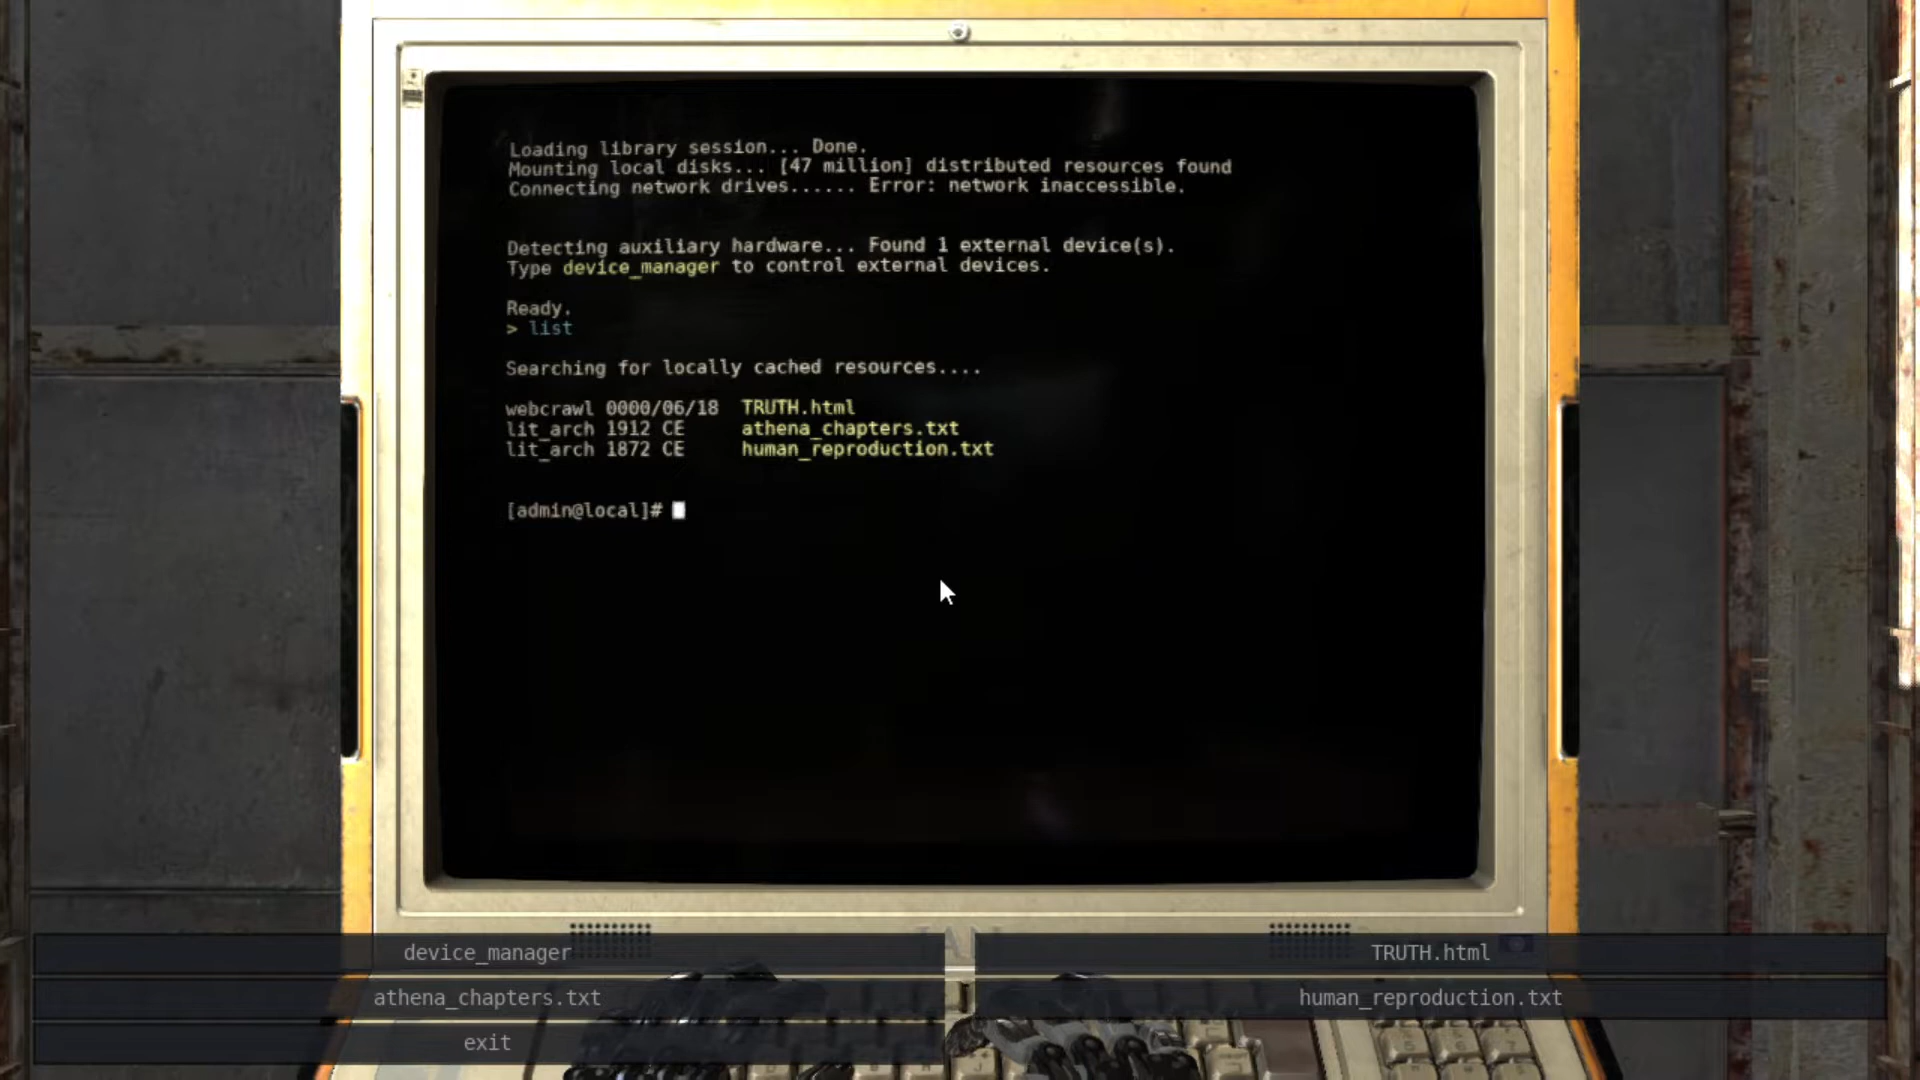 Loading library session... Done.
Mounting local disks... [47 million] distributed resources found
Connecting network drives...... Error: network inaccessible.
Detecting auxiliary hardware... Found 1 external device(s).
Type device_manager to control external devices.
Ready.
> list
Searching for locally cached resources....
webcrawl 0000/06/18 TRUTH.html
lit_arch 1912 CE athena_chapters.txt
lit_arch 1872 CE human_reproduction.txt
[admin@local]#
device_manager
TRUTH.html
athena_chapters.txt
human_reproduction.txt
exit